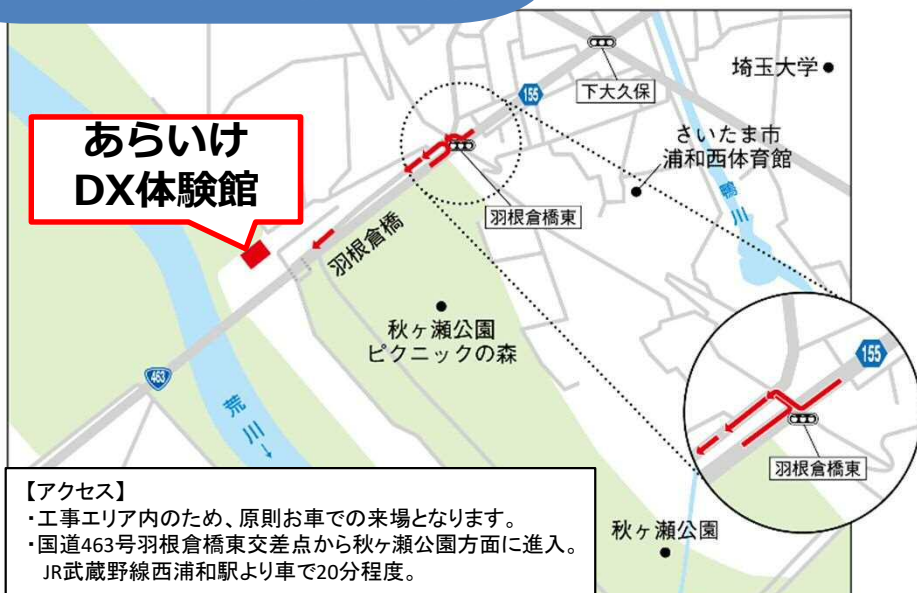 埼玉大学
下大久保
155
さいたま市
浦和西体育館
あらいけ
DX体験館
羽根倉橋東
鴨川
羽根倉橋
秋ヶ瀬公園
ピクニックの森
155
463
荒川
羽根倉橋東
【アクセス】
・工事エリア内のため、原則お車での来場となります。
・国道463号羽根倉橋東交差点から秋ヶ瀬公園方面に進入。
JR武蔵野線西浦和駅より車で20分程度。
秋ヶ瀬公園